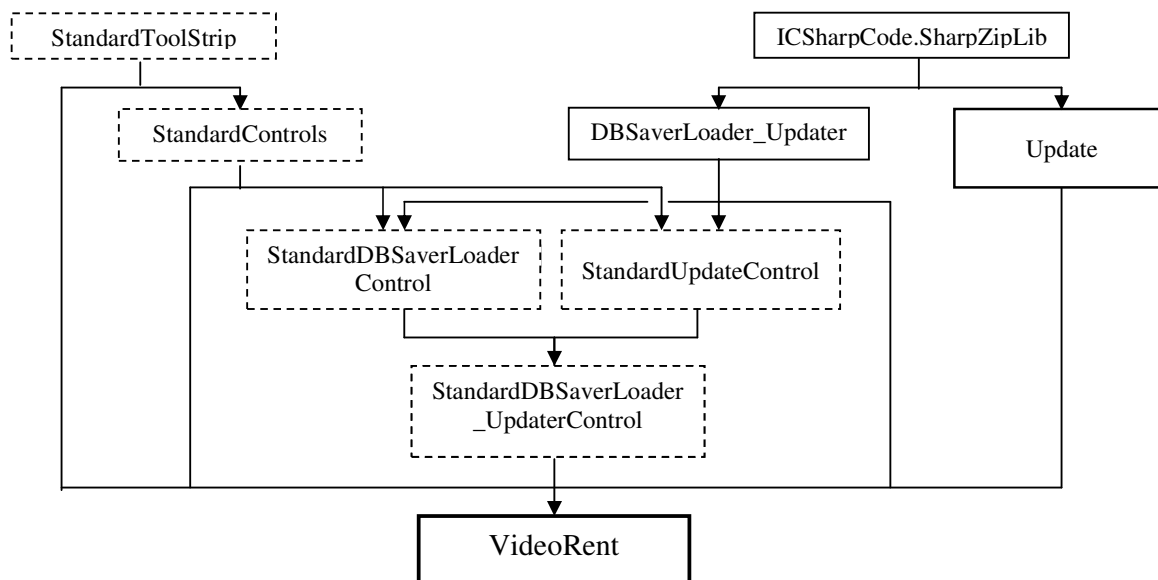 StandardToolStrip
ICSharpCode.SharpZipLib
StandardControls
DBSaverLoader_Updater
Update
StandardDBSaverLoader
Control
StandardUpdateControl
StandardDBSaverLoader
_UpdaterControl
VideoRent